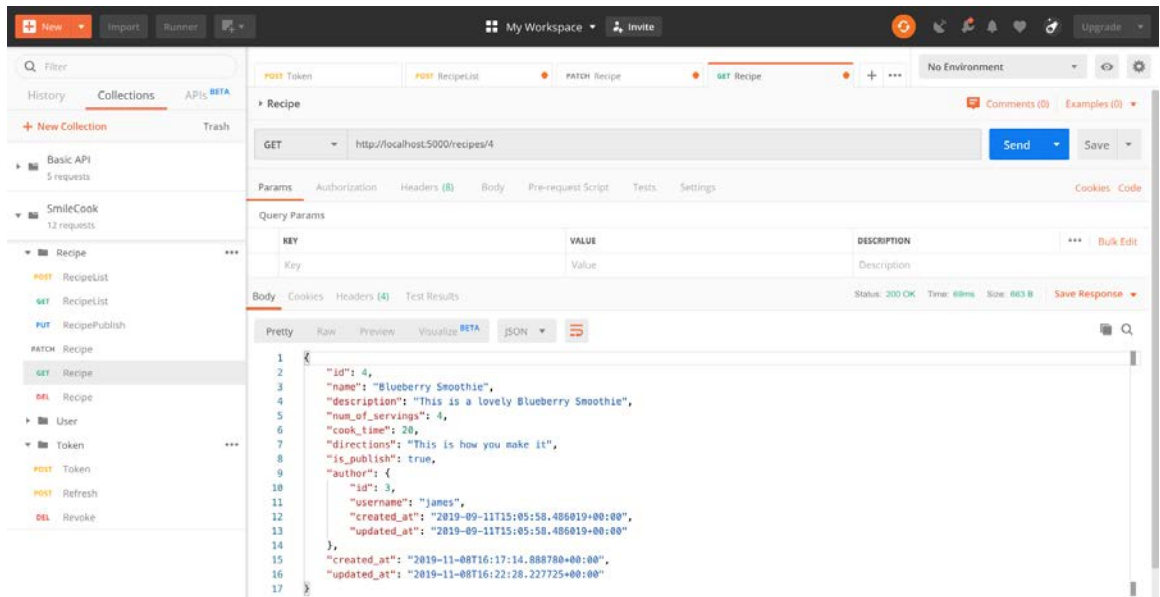 New Import Runner My Workspace Invite Upgrade
Filter
History Collections APIs BETA
+ New Collection Trash
Basic API
5 requests
SmileCook
12 requests
Recipe
POST RecipeList
GET RecipeList
PUT RecipePublish
PATCH Recipe
GET Recipe
DEL Recipe
User
Token
POST Token
POST Refresh
DEL Revoke
POST Token POST RecipeList PATCH Recipe GET Recipe + ••• No Environment
Recipe Comments (0) Examples (0)
GET http://localhost:5000/recipes/4 Send Save
Params Authorization Headers (8) Body Pre-request Script Tests Settings Cookies Code
Query Params
KEY VALUE DESCRIPTION ••• Bulk Edit
Key Value Description
Body Cookies Headers (4) Test Results Status: 200 OK Time: 69ms Size: 663 B Save Response
Pretty Raw Preview Visualize BETA JSON
1 {
2 "id": 4,
3 "name": "Blueberry Smoothie",
4 "description": "This is a lovely Blueberry Smoothie",
5 "num_of_servings": 4,
6 "cook_time": 20,
7 "directions": "This is how you make it",
8 "is_publish": true,
9 "author": {
10 "id": 3,
11 "username": "james",
12 "created_at": "2019-09-11T15:05:58.486019+00:00",
13 "updated_at": "2019-09-11T15:05:58.486019+00:00"
14 },
15 "created_at": "2019-11-08T16:17:14.888780+00:00",
16 "updated_at": "2019-11-08T16:22:28.227725+00:00"
17 }